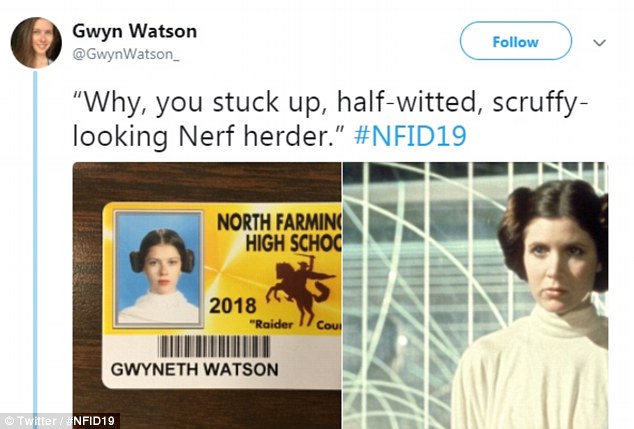 Gwyn Watson
@GwynWatson_
Follow
“Why, you stuck up, half-witted, scruffy-
looking Nerf herder.” #NFID19
NORTH FARMING
HIGH SCHOO
2018
"Raider Cou
GWYNETH WATSON
© Twitter / #NFID19